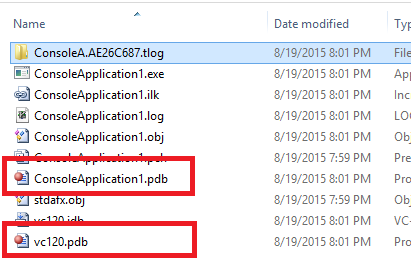 Name Date modified Typ
ConsoleA.AE26C687.tlog 8/19/2015 8:01 PM File
ConsoleApplication1.exe 8/19/2015 8:01 PM App
ConsoleApplication1.ilk 8/19/2015 8:01 PM Inc
ConsoleApplication1.log 8/19/2015 8:01 PM LO
ConsoleApplication1.obj 8/19/2015 8:01 PM Obj
ConsoleApplication1.pch 8/19/2015 7:59 PM Pre
ConsoleApplication1.pdb 8/19/2015 8:01 PM Pro
stdafx.obj 8/19/2015 7:59 PM Obj
vc120.idb 8/19/2015 8:01 PM VC-
vc120.pdb 8/19/2015 8:01 PM Pro